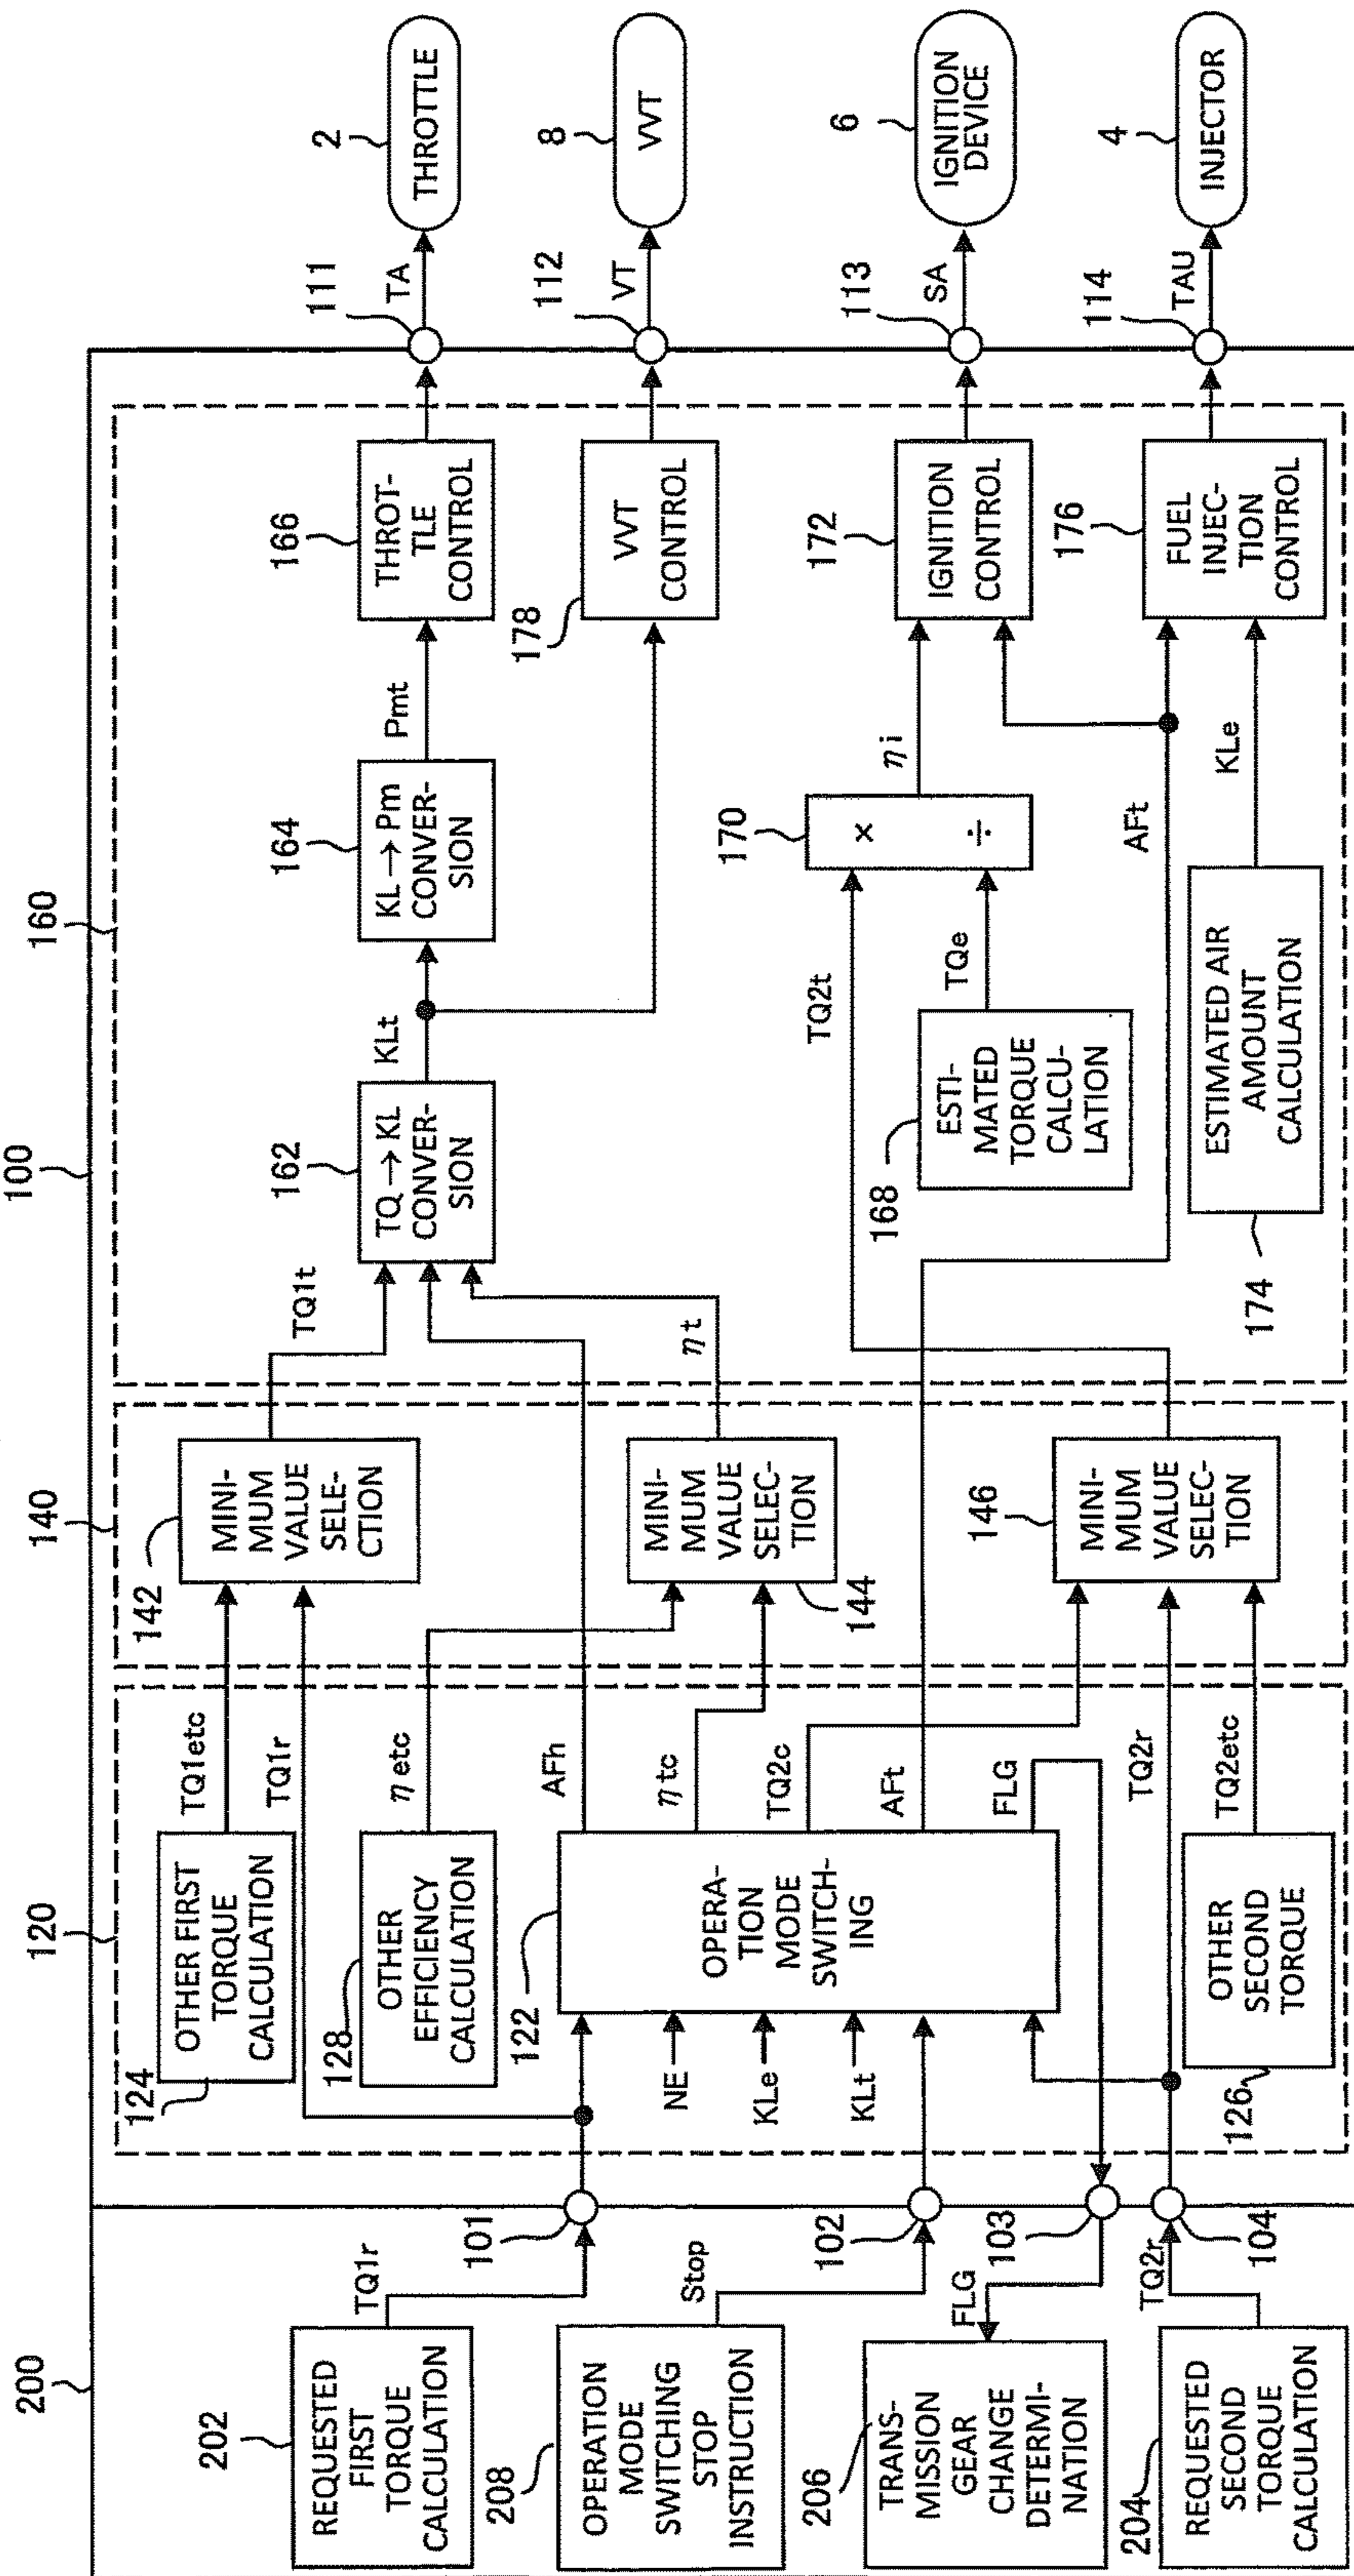 200
100
120
140
160
202
REQUESTED
FIRST
TORQUE
CALCULATION
TQ1r
101
208
OPERATION
MODE
SWITCHING
STOP
INSTRUCTION
Stop
102
206
TRANS-
MISSION
GEAR
CHANGE
DETERMI-
NATION
FLG
103
204
REQUESTED
SECOND
TORQUE
CALCULATION
TQ2r
104
124
OTHER FIRST
TORQUE
CALCULATION
TQ1etc
TQ1r
128
OTHER
EFFICIENCY
CALCULATION
ηetc
122
NE
KLe
KLt
OPERA-
TION
MODE
SWITCH-
ING
AFh
ηtc
TQ2c
AFt
FLG
TQ2r
126
OTHER
SECOND
TORQUE
TQ2etc
142
MINI-
MUM
VALUE
SELE-
CTION
TQ1t
144
MINI-
MUM
VALUE
SELEC-
TION
ηt
146
MINI-
MUM
VALUE
SELEC-
TION
TQ2t
162
TQ→KL
CONVER-
SION
KLt
164
KL→Pm
CONVER-
SION
Pmt
166
THROT-
TLE
CONTROL
178
VVT
CONTROL
168
ESTI-
MATED
TORQUE
CALCU-
LATION
TQe
170
×
÷
ηi
172
IGNITION
CONTROL
AFt
174
ESTIMATED AIR
AMOUNT
CALCULATION
KLe
176
FUEL
INJEC-
TION
CONTROL
111
TA
2
THROTTLE
112
VT
8
VVT
113
SA
6
IGNITION
DEVICE
114
TAU
4
INJECTOR